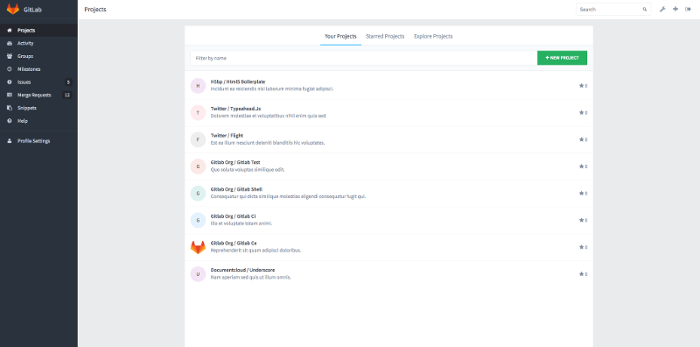 GitLab
Projects
Search
Projects
Activity
Groups
Milestones
Issues 5
Merge Requests 12
Snippets
Help
Profile Settings
Your Projects Starred Projects Explore Projects
Filter by name
+ NEW PROJECT
H
H5bp / Html5 Boilerplate
Incidunt ea reiciendis nisi laborum minima fugiat adipisci.
0
T
Twitter / Typeahead.Js
Dolorem molestiae et voluptatibus nihil enim quia sed.
0
F
Twitter / Flight
Est ea illum nesciunt deleniti blanditiis hic voluptates.
0
G
Gitlab Org / Gitlab Test
Quo soluta voluptas similique odit.
0
G
Gitlab Org / Gitlab Shell
Consequatur qui dicta similique molestias eligendi consequatur fugit qui.
0
G
Gitlab Org / Gitlab Ci
et voluptate totam animi.
0
Gitlab Org / Gitlab Ce
Reprehenderit sit quam adipisci doloribus.
0
U
Documentcloud / Underscore
Nam aperiam sed quis ut illum omnis.
0